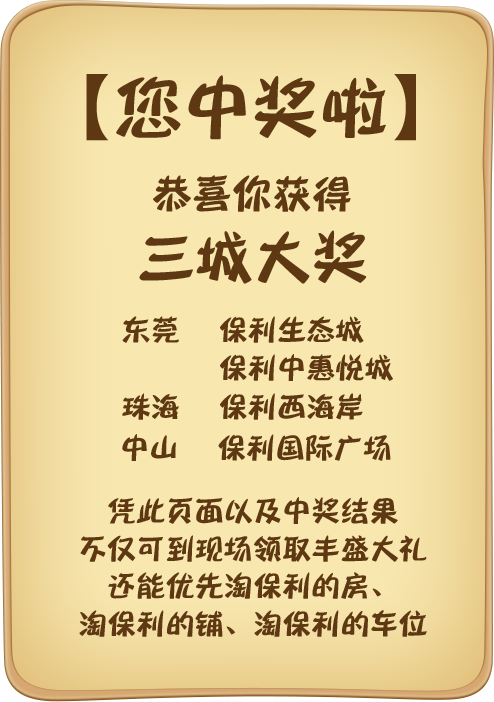 【您中奖啦】
恭喜你获得
三城大奖
东莞 保利生态城
保利中惠悦城
珠海 保利西海岸
中山 保利国际广场
凭此页面以及中奖结果
不仅可到现场领取丰盛大礼
还能优先淘保利的房、
淘保利的铺、淘保利的车位